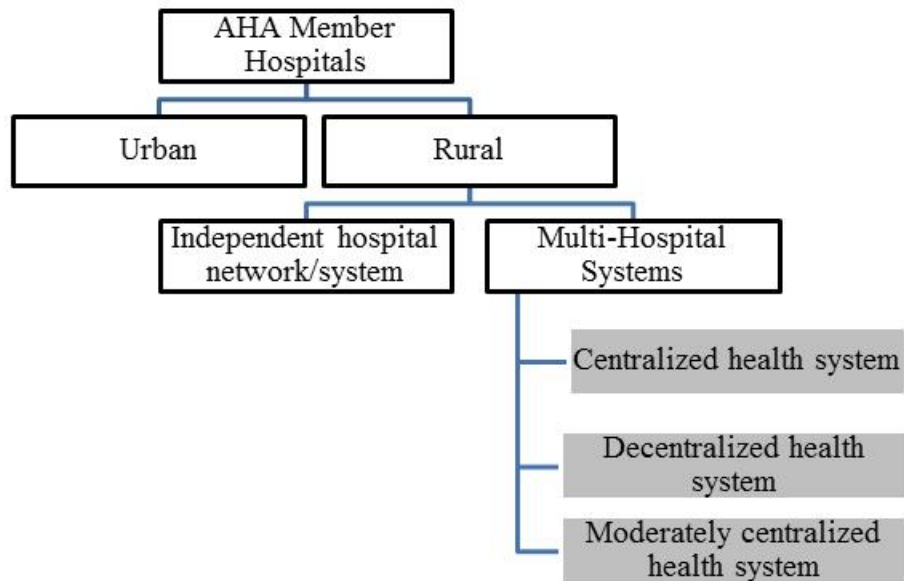 AHA Member
Hospitals
Urban
Rural
Independent hospital
network/system
Multi-Hospital
Systems
Centralized health system
Decentralized health
system
Moderately centralized
health system